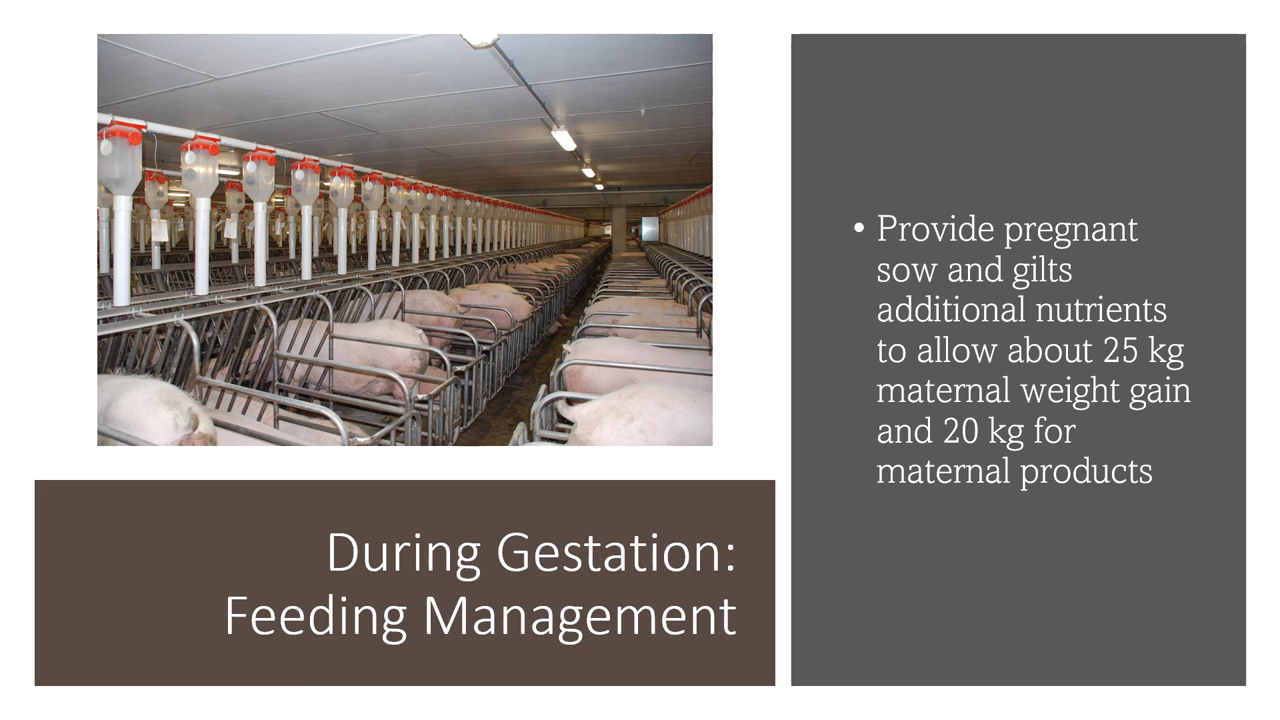 During Gestation:
Feeding Management
• Provide pregnant
sow and gilts
additional nutrients
to allow about 25 kg
maternal weight gain
and 20 kg for
maternal products